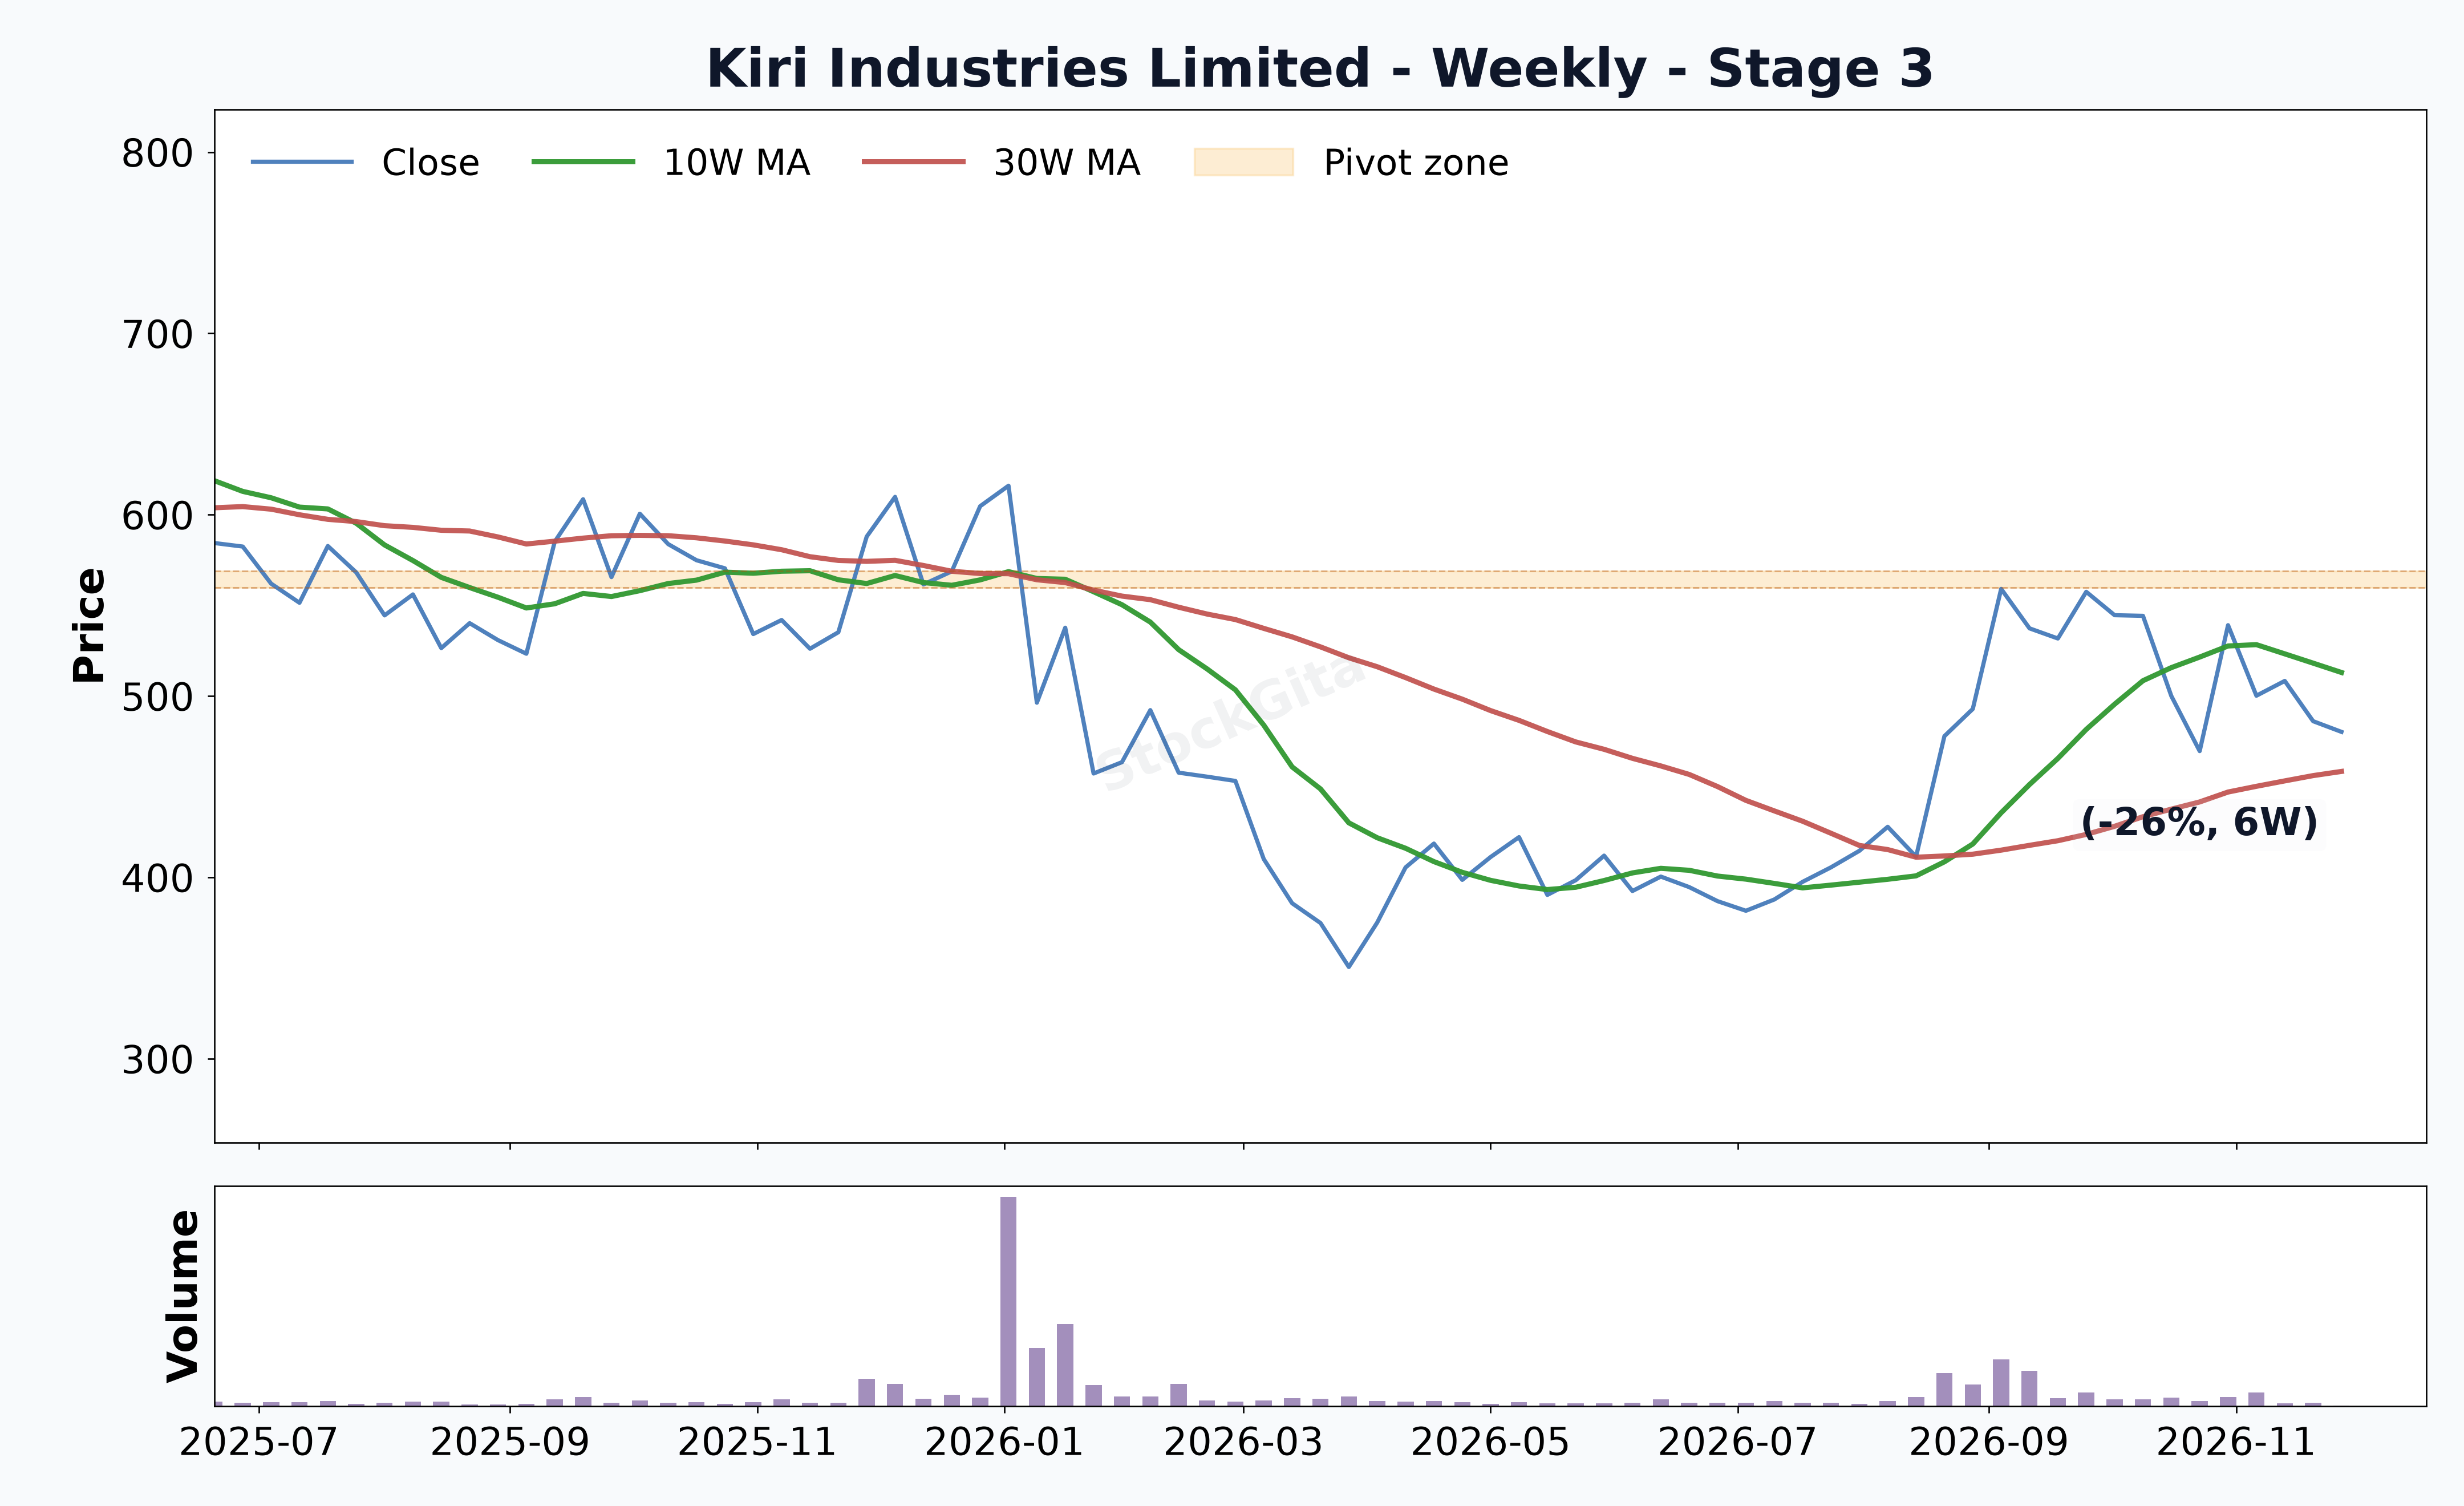 Kiri Industries Limited - Weekly - Stage 3
Close
10W MA
30W MA
Pivot zone
800
700
600
500
400
300
Price
StockGita
(-26%, 6W)
Volume
2025-07
2025-09
2025-11
2026-01
2026-03
2026-05
2026-07
2026-09
2026-11